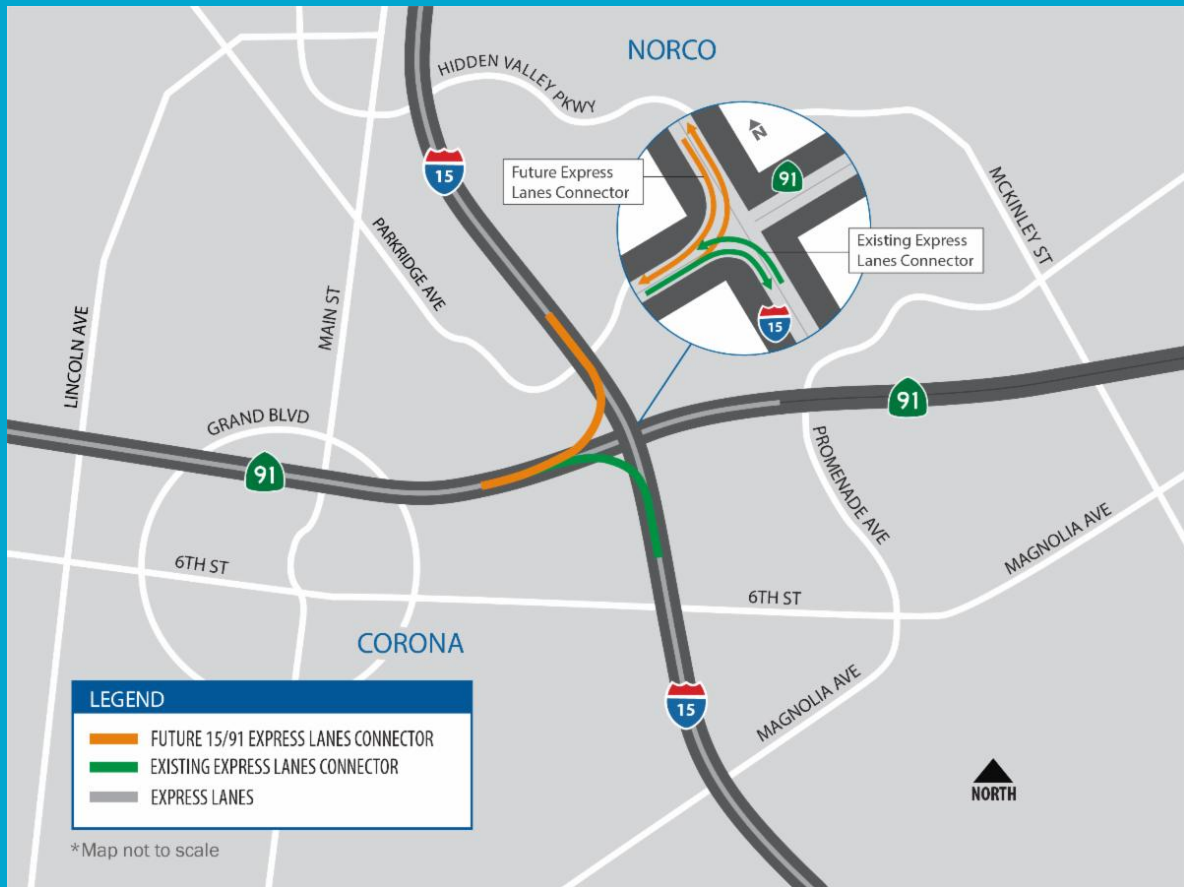 NORCO
HIDDEN VALLEY PKWY
N
91
Future Express
Lanes Connector
15
MCKINLEY ST
PARKRIDGE AVE
Existing Express
Lanes Connector
15
MAIN ST
LINCOLN AVE
91
GRAND BLVD
PROMENADE AVE
91
MAGNOLIA AVE
6TH ST
6TH ST
CORONA
MAGNOLIA AVE
15
LEGEND
FUTURE 15/91 EXPRESS LANES CONNECTOR
EXISTING EXPRESS LANES CONNECTOR
EXPRESS LANES
NORTH
*Map not to scale